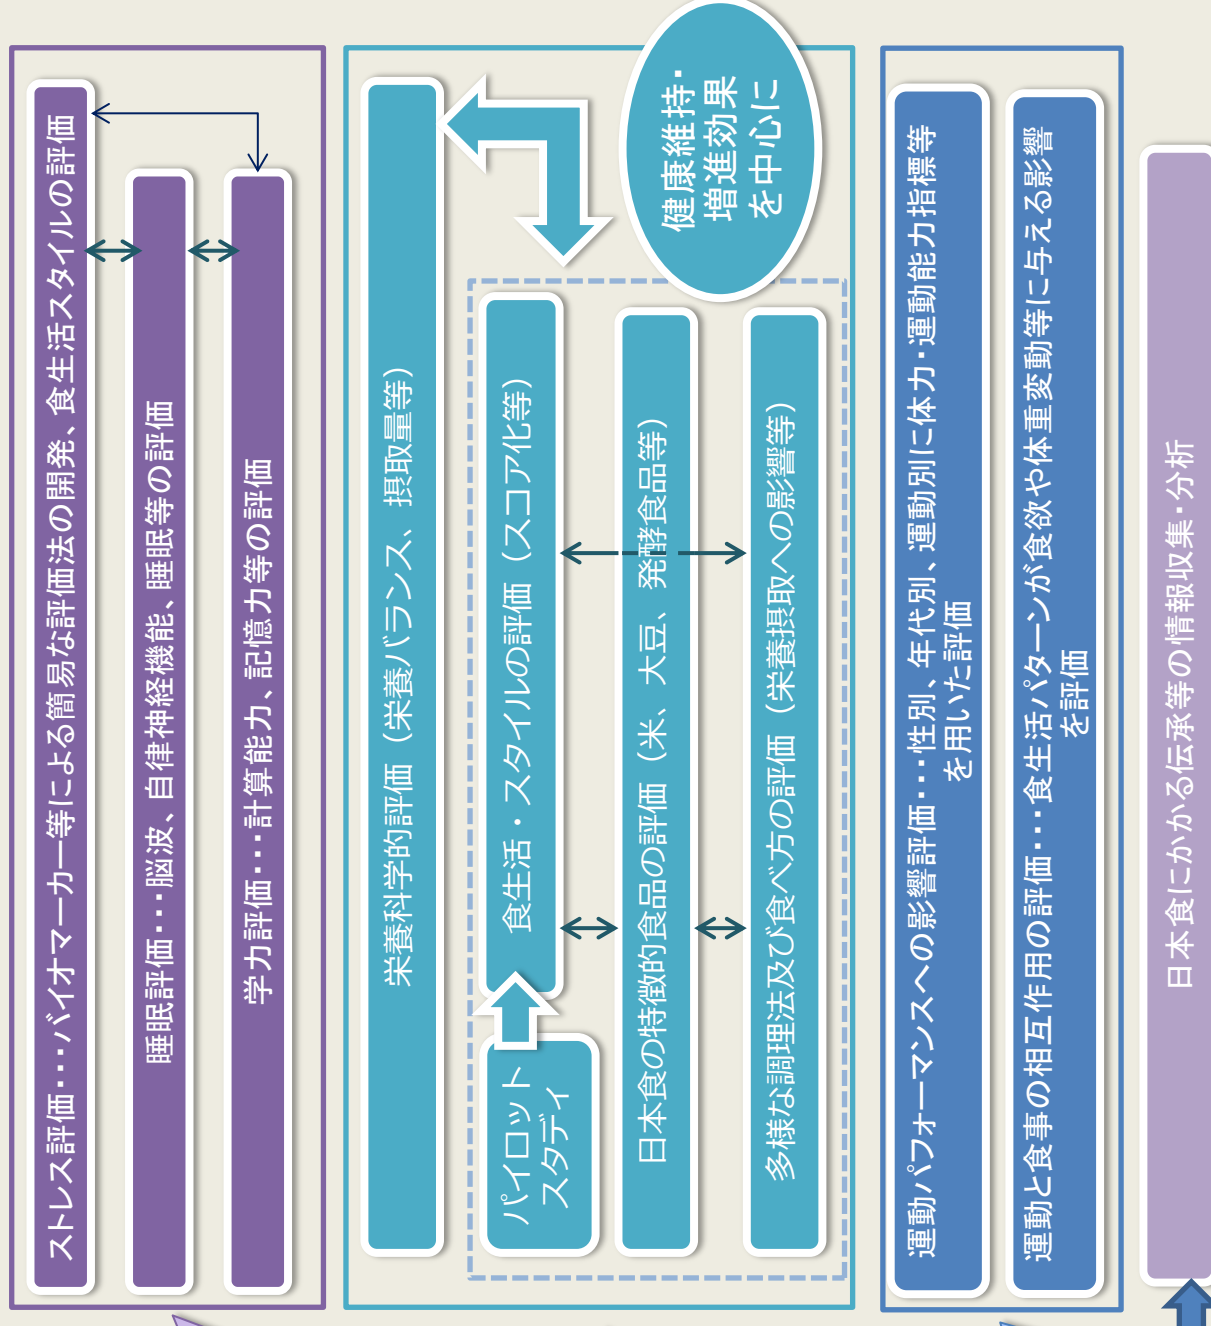 ストレス評価・・・バイオマーカー等による簡易な評価法の開発、食生活スタイルの評価
睡眠評価・・・脳波、自律神経機能、睡眠等の評価
学力評価・・・計算能力、記憶力等の評価
栄養科学的評価（栄養バランス、摂取量等）
健康維持・
増進効果
を中心に
パイロット
スタディ
食生活・スタイルの評価（スコア化等）
日本食の特徴的食品の評価（米、大豆、発酵食品等）
多様な調理法及び食べ方の評価（栄養摂取への影響等）
運動パフォーマンスへの影響評価・・・性別、年代別、運動別に体力・運動能力指標等
を用いた評価
運動と食事の相互作用の評価・・・食生活パターンが食欲や体重変動等に与える影響
を評価
日本食にかかる伝承等の情報収集・分析